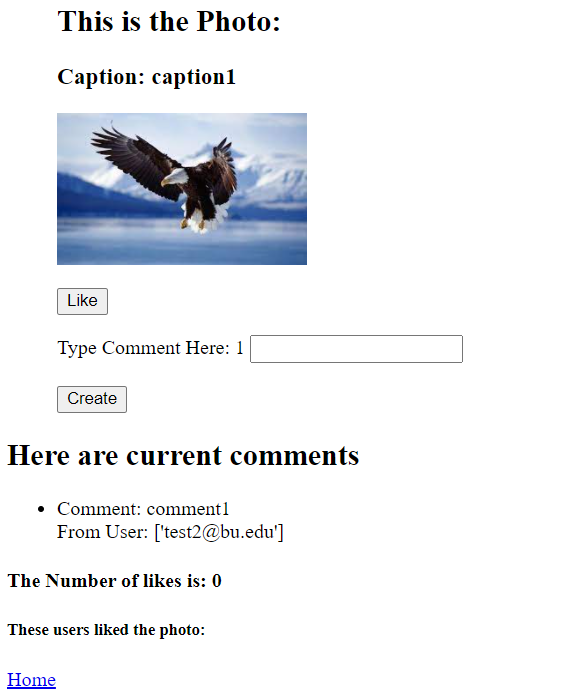 This is the Photo:
Caption: caption1
Like
Type Comment Here: 1
Create
Here are current comments
Comment: comment1
From User: ['test2@bu.edu']
The Number of likes is: 0
These users liked the photo:
Home